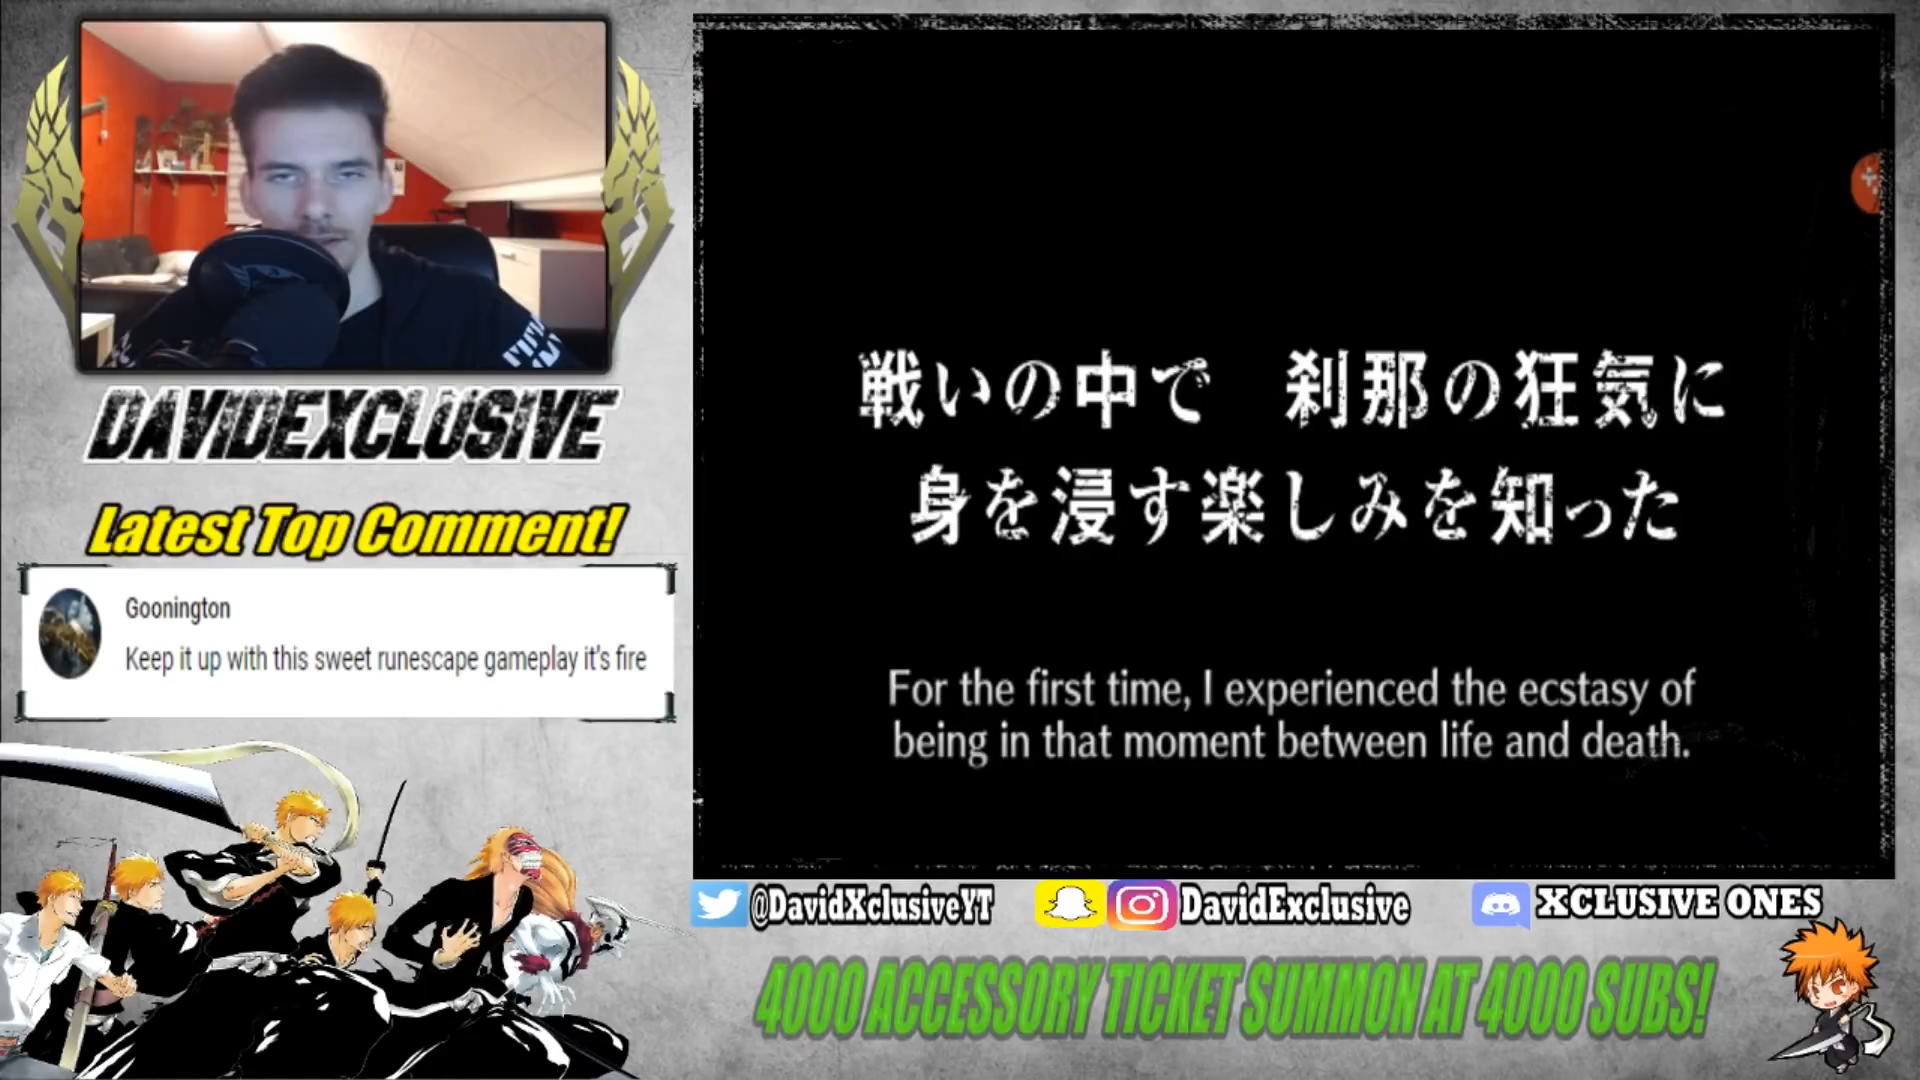 DAVIDEXCLUSIVE
Latest Top Comment!
Goonington
Keep it up with this sweet runescape gameplay it's fire
戦いの中で 刹那の狂気に
身を浸す楽しみを知った
For the first time, I experienced the ecstasy of
being in that moment between life and death.
@DavidXclusiveYT
DavidExclusive
XCLUSIVE ONES
4000 ACCESSORY TICKET SUMMON AT 4000 SUBS!